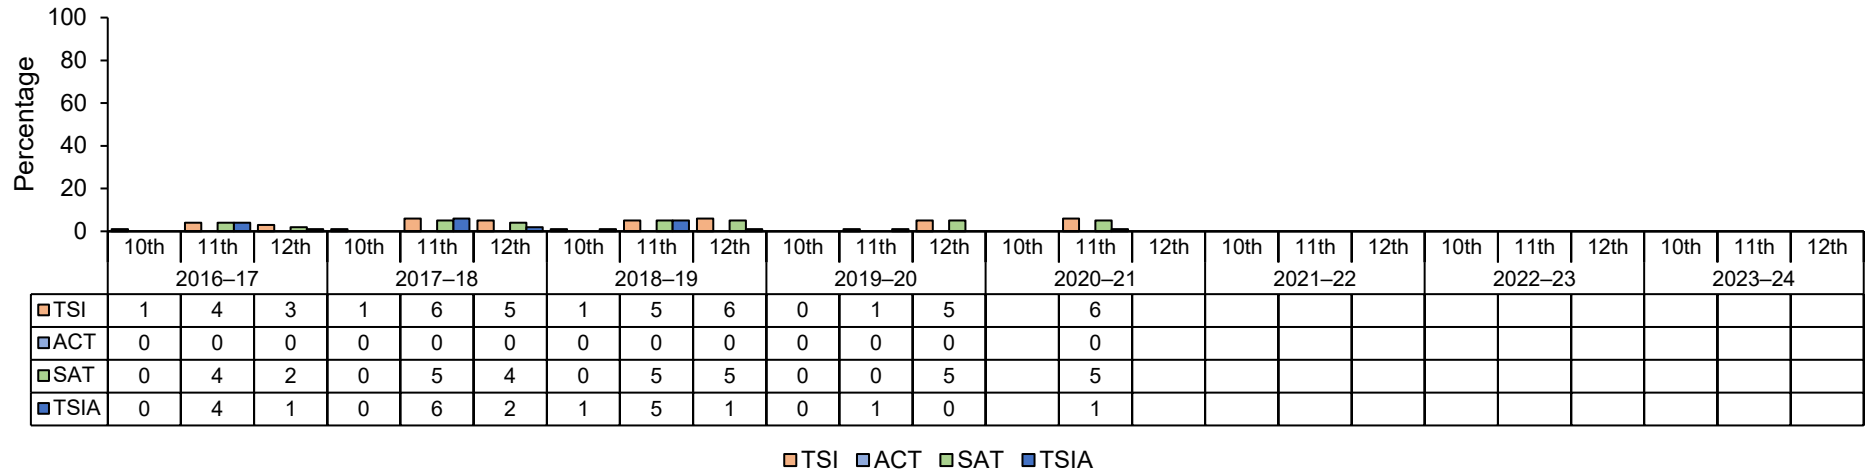 100
80
60
40
20
0
Percentage
10th 11th 12th 10th 11th 12th 10th 11th 12th 10th 11th 12th 10th 11th 12th 10th 11th 12th 10th 11th 12th 10th 11th 12th
2016–17 2017–18 2018–19 2019–20 2020–21 2021–22 2022–23 2023–24
TSI 1 4 3 1 6 5 1 5 6 0 1 5 6
ACT 0 0 0 0 0 0 0 0 0 0 0 0 0
SAT 0 4 2 0 5 4 0 5 5 0 0 5 5
TSIA 0 4 1 0 6 2 1 5 1 0 1 0 1
TSI ACT SAT TSIA